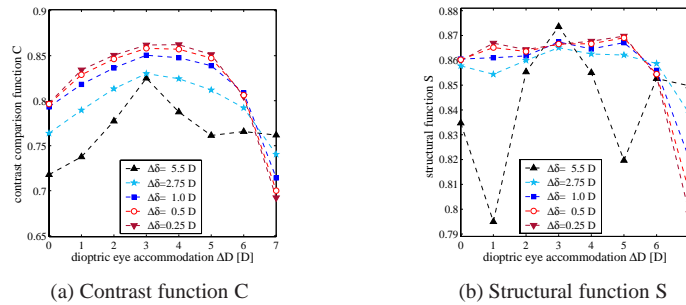 contrast comparison function C
0.9
0.85
0.8
0.75
0.7
0.65
Δδ= 5.5 D
Δδ=2.75 D
Δδ= 1.0 D
Δδ= 0.5 D
Δδ=0.25 D
0 1 2 3 4 5 6 7
dioptric eye accommodation ΔD [D]
(a) Contrast function C
structural function S
0.88
0.87
0.86
0.85
0.84
0.83
0.82
0.81
0.8
0.79
Δδ= 5.5 D
Δδ=2.75 D
Δδ= 1.0 D
Δδ= 0.5 D
Δδ=0.25 D
0 1 2 3 4 5 6
dioptric eye accommodation ΔD [D]
(b) Structural function S